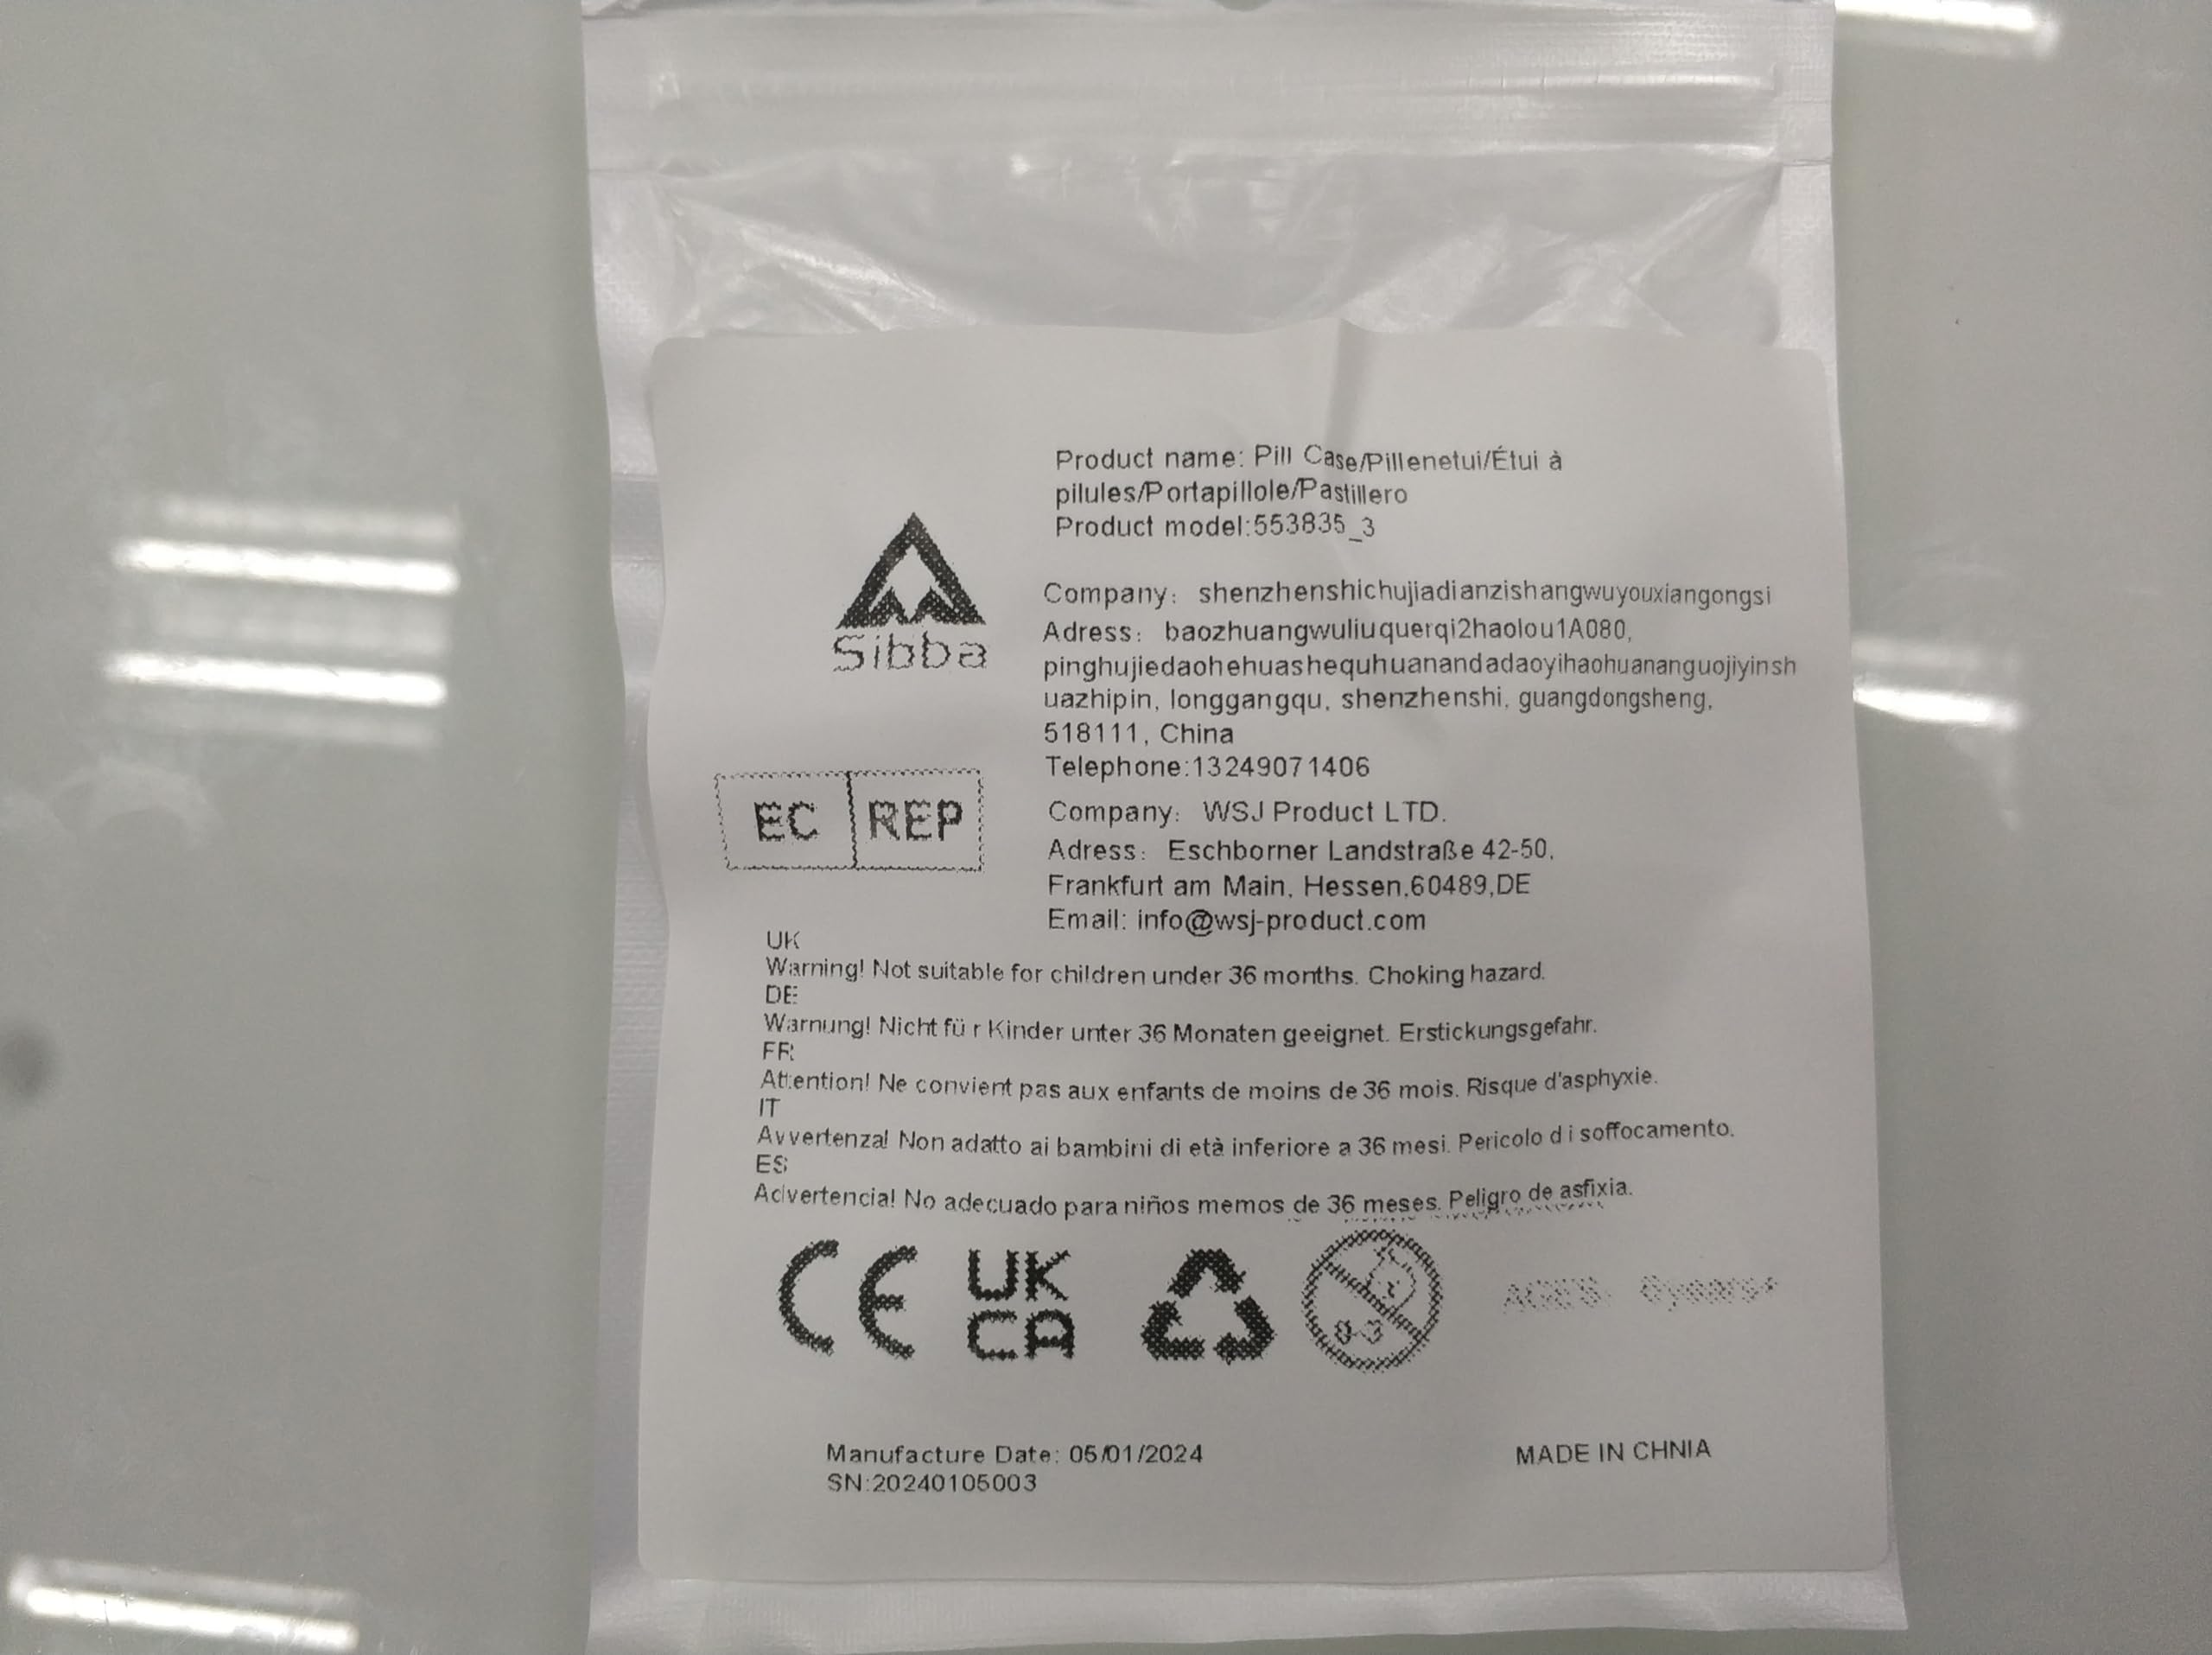 Product name: Pill Case/Pillenetui/Étui à
pilules/Portapillole/Pastillero
Product model:553835_3
Sibba
Company: shenzhenshichujiadianzishangwuyouxiangongsi
Adress: baozhuangwuliuquerqi2haolou1A080,
pinghujiedaohehuashequhuanandadaoyihaohuananguojiyinsh
uazhipin, longgangqu, shenzhenshi, guangdongsheng,
518111, China
Telephone:13249071406
EC REP
Company: WSJ Product LTD.
Adress: Eschborner Landstraße 42-50,
Frankfurt am Main, Hessen,60489,DE
Email: info@wsj-product.com
UK
Warning! Not suitable for children under 36 months. Choking hazard.
DE
Warnung! Nicht fü r Kinder unter 36 Monaten geeignet. Erstickungsgefahr.
FR
Attention! Ne convient pas aux enfants de moins de 36 mois. Risque d'asphyxie.
IT
Avvertenza! Non adatto ai bambini di età inferiore a 36 mesi. Pericolo d i soffocamento.
ES
Advertencia! No adecuado para niños memos de 36 meses. Peligro de asfixia.
CE UK
CA
0-3
Manufacture Date: 05/01/2024
SN:20240105003
MADE IN CHNIA